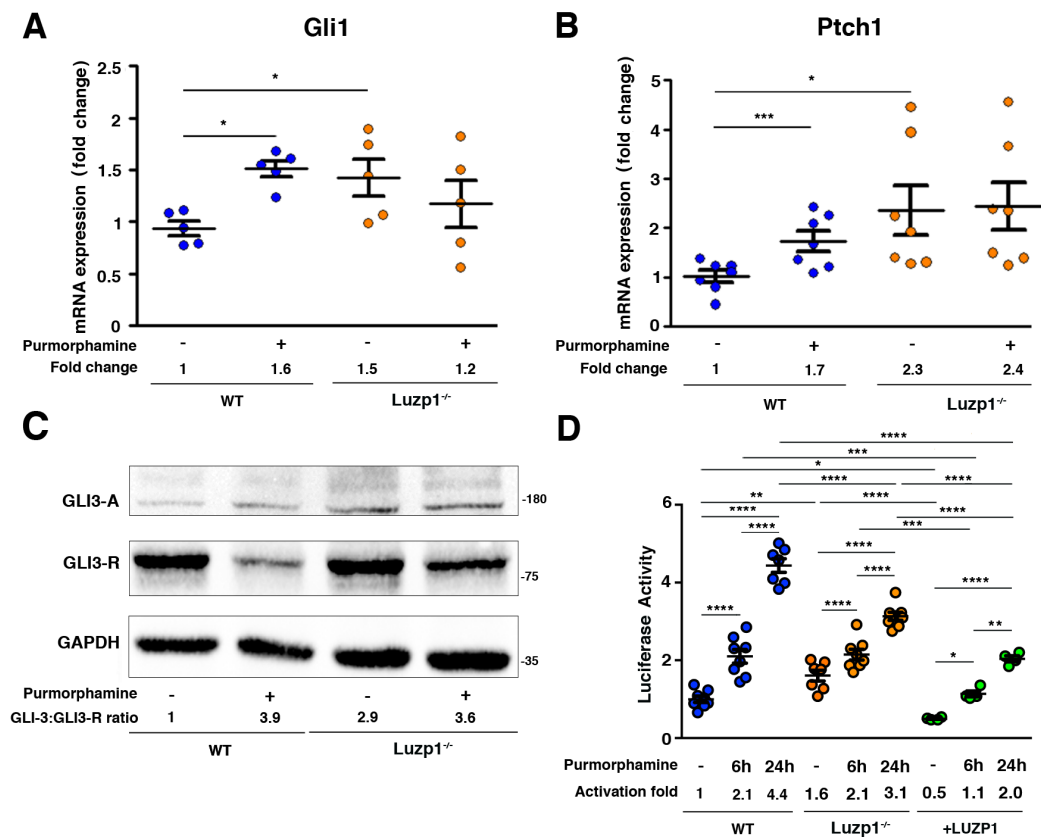 A
Gli1
2.5
2
1.5
1
0.5
0
mRNA expression (fold change)
*
*
Purmorphamine - + - +
Fold change 1 1.6 1.5 1.2
WT Luzp1-/-
B
Ptch1
5
4
3
2
1
0
mRNA expression (fold change)
*
***
Purmorphamine - + - +
Fold change 1 1.7 2.3 2.4
WT Luzp1-/-
C
GLI3-A -180
GLI3-R -75
GAPDH -35
Purmorphamine - + - +
GLI-3:GLI3-R ratio 1 3.9 2.9 3.6
WT Luzp1-/-
D
****
***
*
**** ****
** ****
**** ****
**** ***
****
****
****
**** ****
**
*
6
4
2
0
Luciferase Activity
Purmorphamine - 6h 24h - 6h 24h - 6h 24h
Activation fold 1 2.1 4.4 1.6 2.1 3.1 0.5 1.1 2.0
WT Luzp1-/- +LUZP1